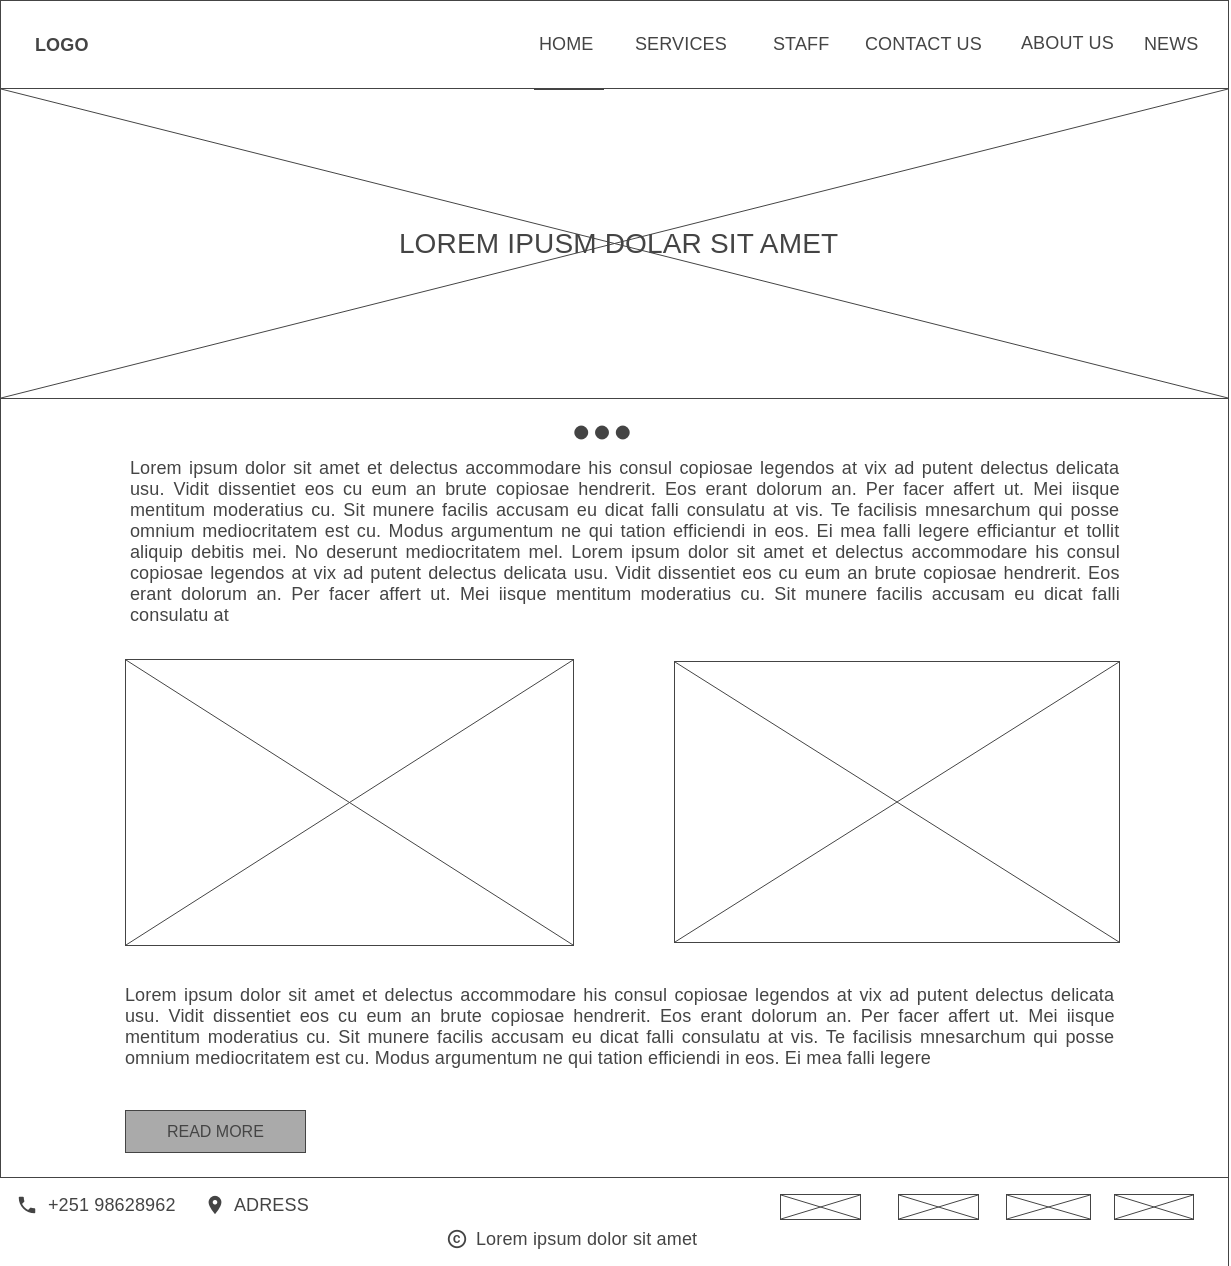 LOGO HOME SERVICES STAFF CONTACT US ABOUT US NEWS
LOREM IPUSM DOLAR SIT AMET
Lorem ipsum dolor sit amet et delectus accommodare his consul copiosae legendos at vix ad putent delectus delicata
usu. Vidit dissentiet eos cu eum an brute copiosae hendrerit. Eos erant dolorum an. Per facer affert ut. Mei iisque
mentitum moderatius cu. Sit munere facilis accusam eu dicat falli consulatu at vis. Te facilisis mnesarchum qui posse
omnium mediocritatem est cu. Modus argumentum ne qui tation efficiendi in eos. Ei mea falli legere efficiantur et tollit
aliquip debitis mei. No deserunt mediocritatem mel. Lorem ipsum dolor sit amet et delectus accommodare his consul
copiosae legendos at vix ad putent delectus delicata usu. Vidit dissentiet eos cu eum an brute copiosae hendrerit. Eos
erant dolorum an. Per facer affert ut. Mei iisque mentitum moderatius cu. Sit munere facilis accusam eu dicat falli
consulatu at
Lorem ipsum dolor sit amet et delectus accommodare his consul copiosae legendos at vix ad putent delectus delicata
usu. Vidit dissentiet eos cu eum an brute copiosae hendrerit. Eos erant dolorum an. Per facer affert ut. Mei iisque
mentitum moderatius cu. Sit munere facilis accusam eu dicat falli consulatu at vis. Te facilisis mnesarchum qui posse
omnium mediocritatem est cu. Modus argumentum ne qui tation efficiendi in eos. Ei mea falli legere
READ MORE
+251 98628962 ADRESS
© Lorem ipsum dolor sit amet